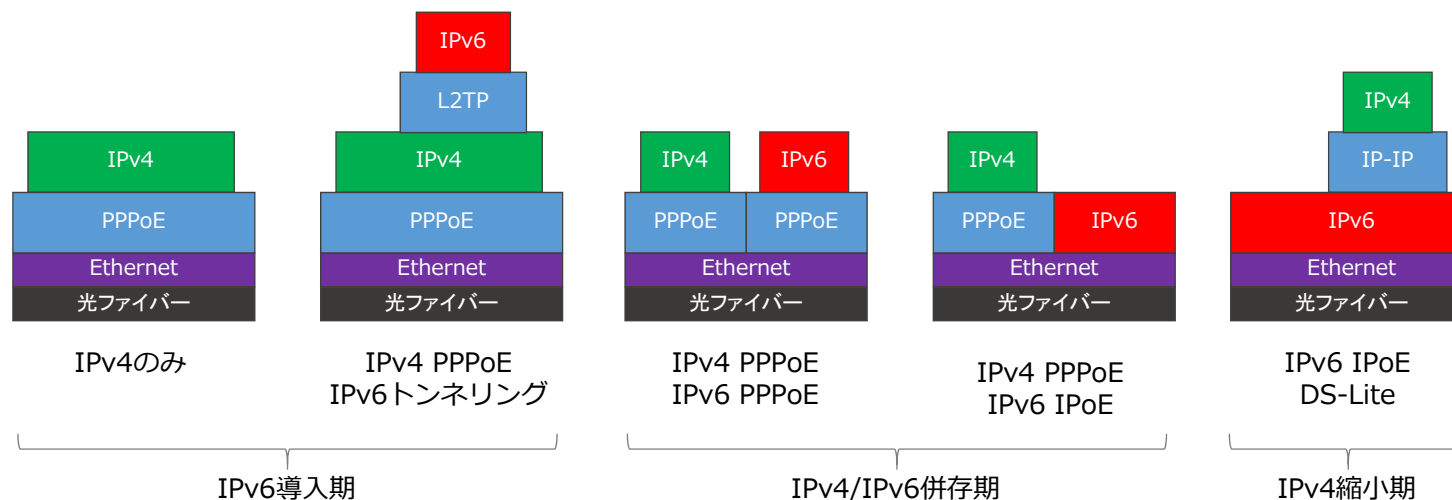 IPv4
PPPoE
Ethernet
光ファイバー
IPv4のみ
IPv6
L2TP
IPv4
PPPoE
Ethernet
光ファイバー
IPv4 PPPoE
IPv6トンネリング
IPv6導入期
IPv4 IPv6
PPPoE PPPoE
Ethernet
光ファイバー
IPv4 PPPoE
IPv6 PPPoE
IPv4
PPPoE IPv6
Ethernet
光ファイバー
IPv4 PPPoE
IPv6 IPoE
IPv4/IPv6併存期
IPv4
IP-IP
IPv6
Ethernet
光ファイバー
IPv6 IPoE
DS-Lite
IPv4縮小期